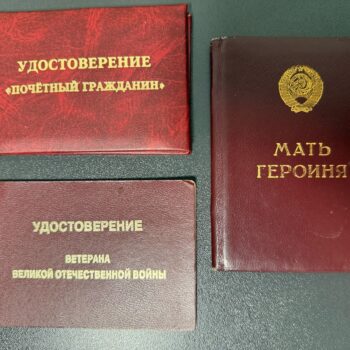 УДОСТОВЕРЕНИЕ
«ПОЧЁТНЫЙ ГРАЖДАНИН»
МАТЬ
ГЕРОИНЯ
УДОСТОВЕРЕНИЕ
ВЕТЕРАНА
ВЕЛИКОЙ ОТЕЧЕСТВЕННОЙ ВОЙНЫ